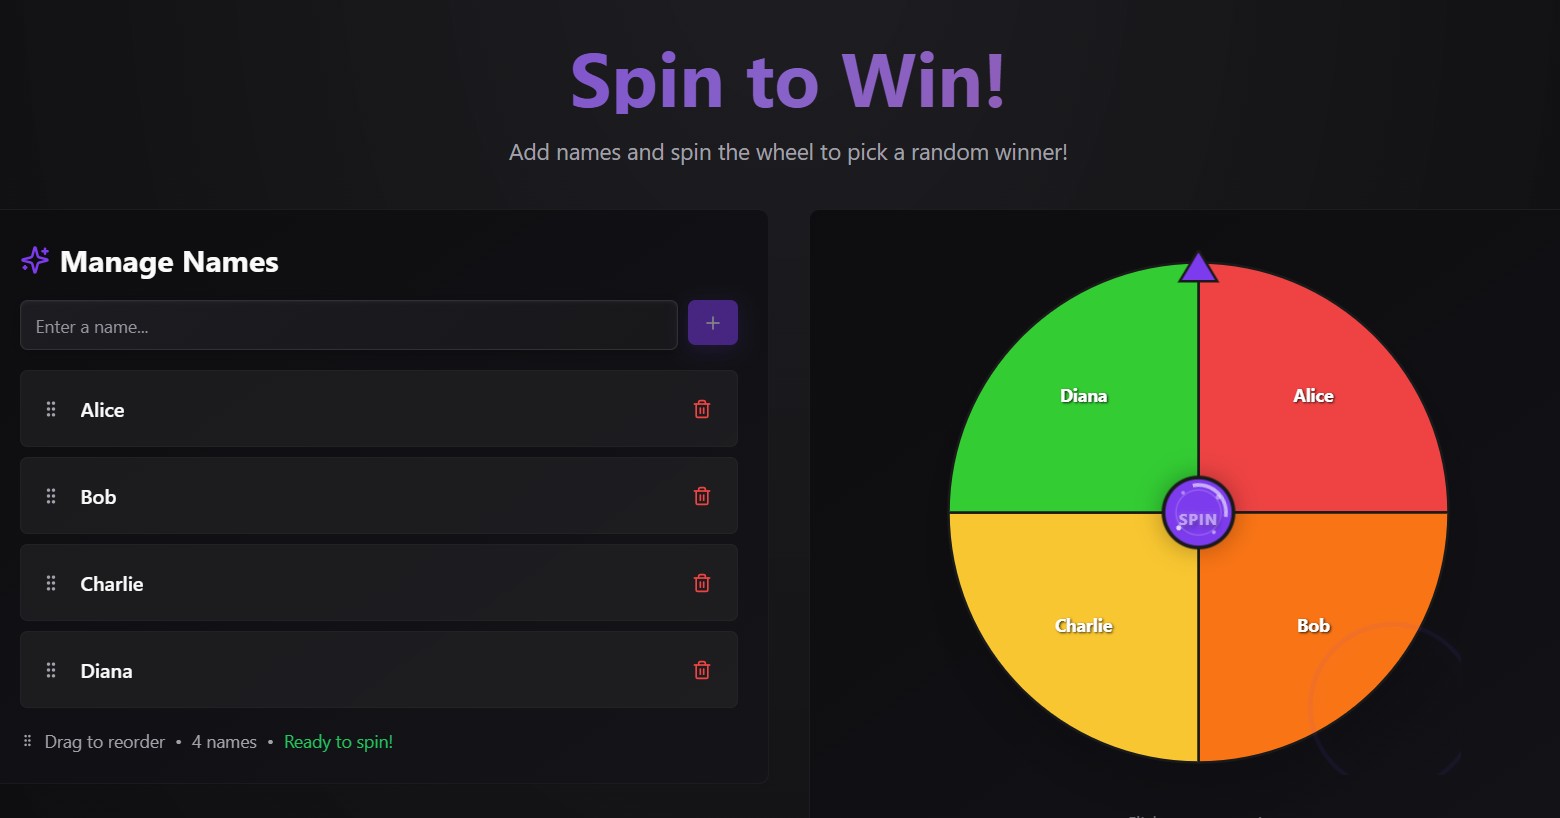 Spin to Win!
Add names and spin the wheel to pick a random winner!
Manage Names
Enter a name...
+
Alice
Bob
Charlie
Diana
Drag to reorder • 4 names • Ready to spin!
Diana
Alice
SPIN
Charlie
Bob